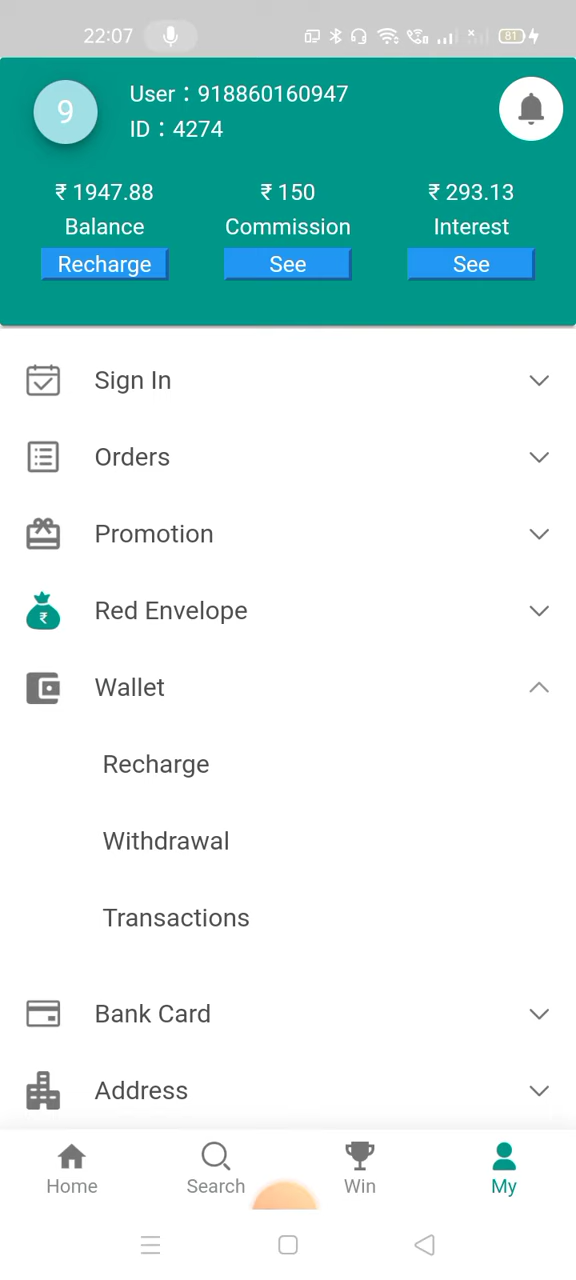 22:07
81
9
User：918860160947
ID：4274
₹ 1947.88
Balance
Recharge
₹ 150
Commission
See
₹ 293.13
Interest
See
Sign In
Orders
Promotion
₹
Red Envelope
Wallet
Recharge
Withdrawal
Transactions
Bank Card
Address
Home
Search
Win
My